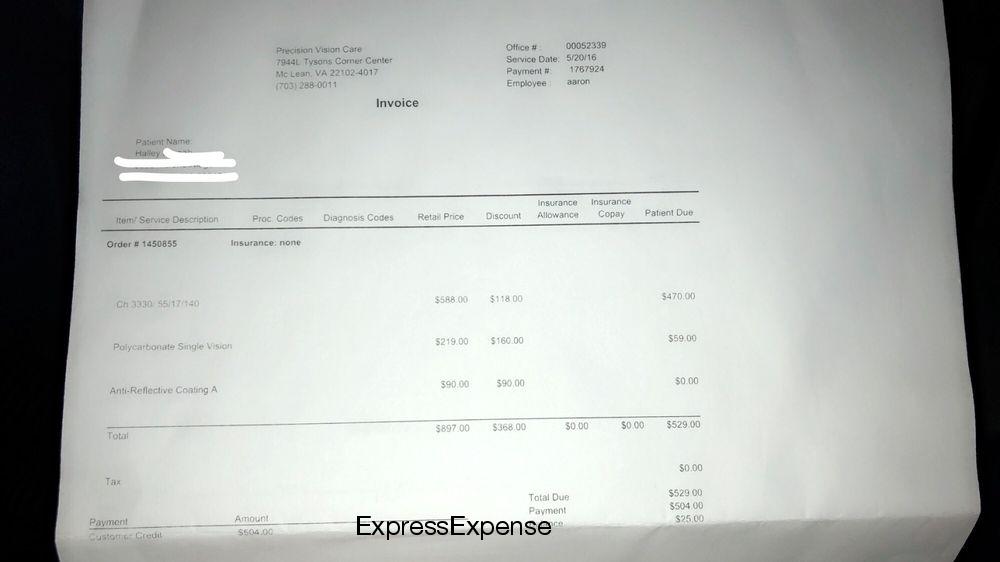 Precision Vision Care
7944L Tysons Corner Center
Mc Lean, VA 22102-4017
(703) 288-0011
Office # : 00052339
Service Date: 5/20/16
Payment #: 1767924
Employee : aaron
Invoice
Patient Name:
Hailey
Item/ Service Description Proc. Codes Diagnosis Codes Retail Price Discount Insurance Allowance Insurance Copay Patient Due
Order # 1450855 Insurance: none
Ch 3330/ 55/17/140 $588.00 $118.00 $470.00
Polycarbonate Single Vision $219.00 $160.00 $59.00
Anti-Reflective Coating A $90.00 $90.00 $0.00
Total $897.00 $368.00 $0.00 $0.00 $529.00
Tax $0.00
Total Due $529.00
Payment $504.00
$25.00
Payment Amount
Customer Credit $504.00
ExpressExpense